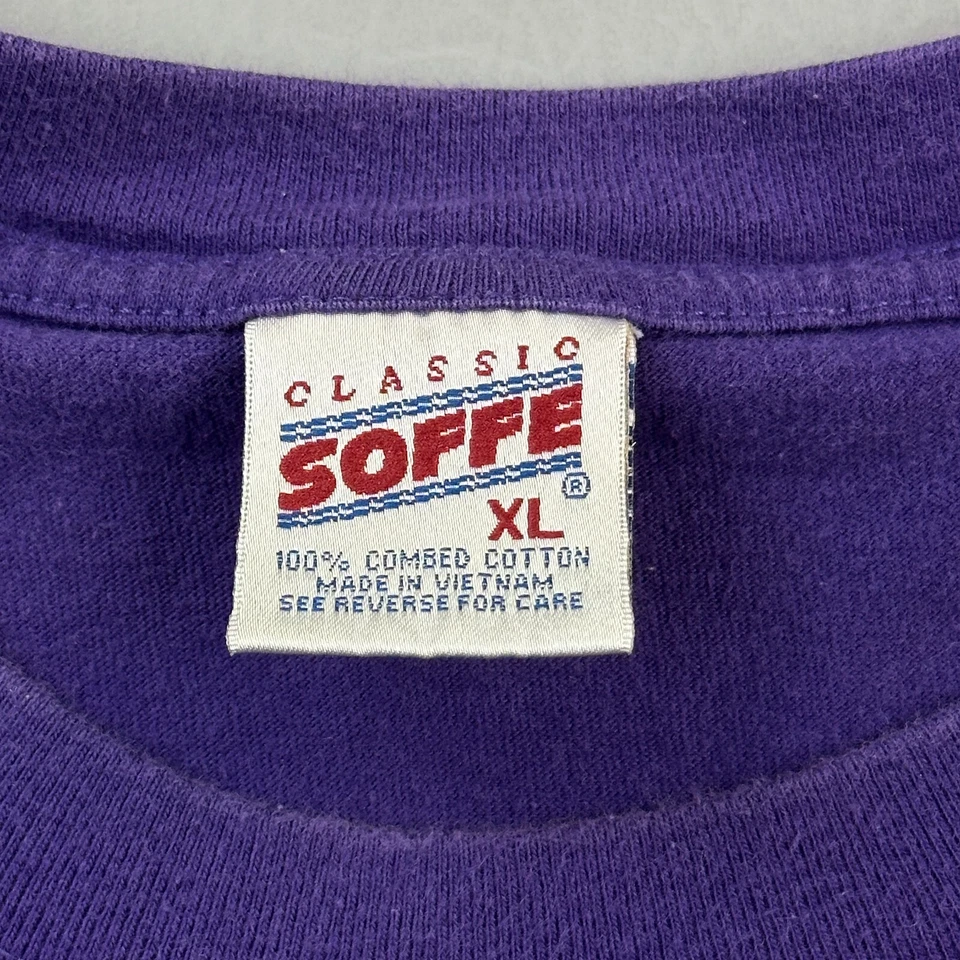 CLASSIC
SOFFE®
XL
100% COMBED COTTON
MADE IN VIETNAM
SEE REVERSE FOR CARE